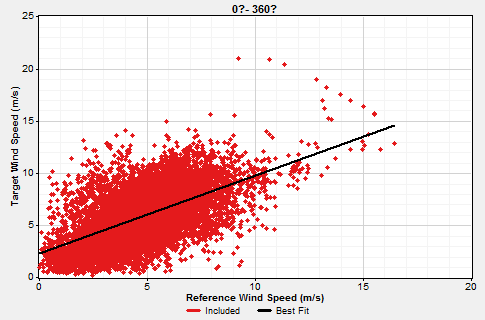 0?- 360?
25
20
15
10
5
0
Target Wind Speed (m/s)
0 5 10 15 20
Reference Wind Speed (m/s)
Included Best Fit